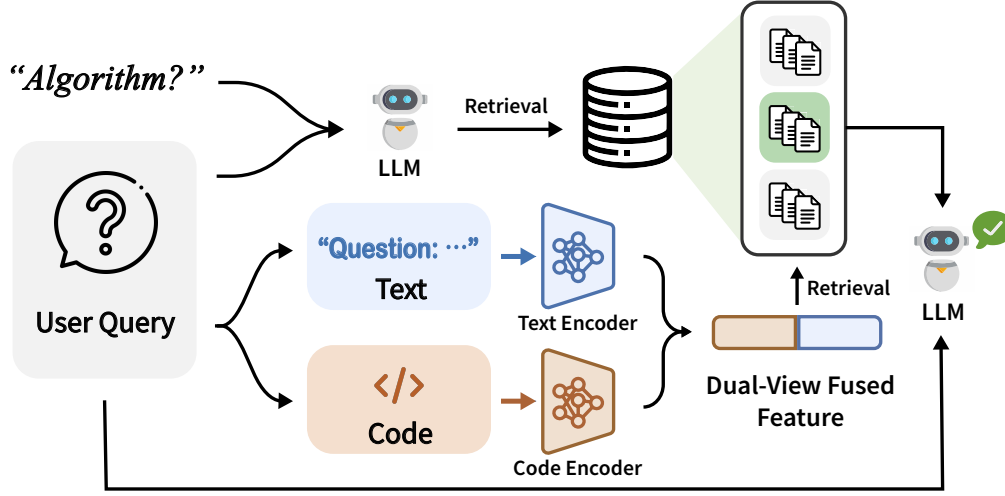 “Algorithm?”
Retrieval
LLM
“Question: ···”
Text
Text Encoder
User Query
</>
Code
Code Encoder
Retrieval
Dual-View Fused
Feature
LLM